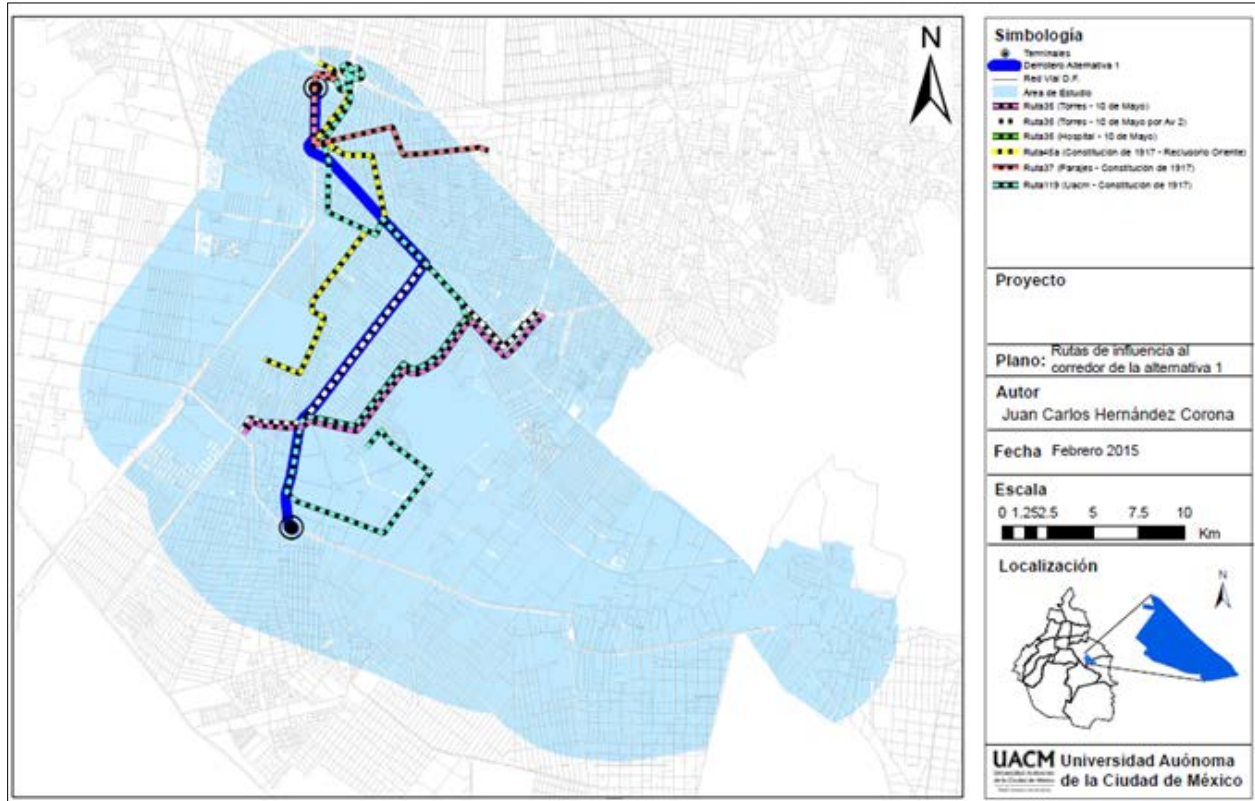 N
Simbología
Terminales
Derrotero Alternativa 1
Red Vial D.F.
Area de Estudio
Ruta35 (Torres - 10 de Mayo)
Ruta35 (Torres - 10 de Mayo por Av 2)
Ruta35 (Hospital - 10 de Mayo)
Ruta45a (Constitución de 1917 - Reclusorio Oriente)
Ruta37 (Parajes - Constitución de 1917)
Ruta119 (Uacm - Constitución de 1917)
Proyecto
Plano: Rutas de influencia al
corredor de la alternativa 1
Autor
Juan Carlos Hernández Corona
Fecha Febrero 2015
Escala
0 1.252.5 5 7.5 10
Km
Localización
N
UACM Universidad Autónoma
de la Ciudad de México